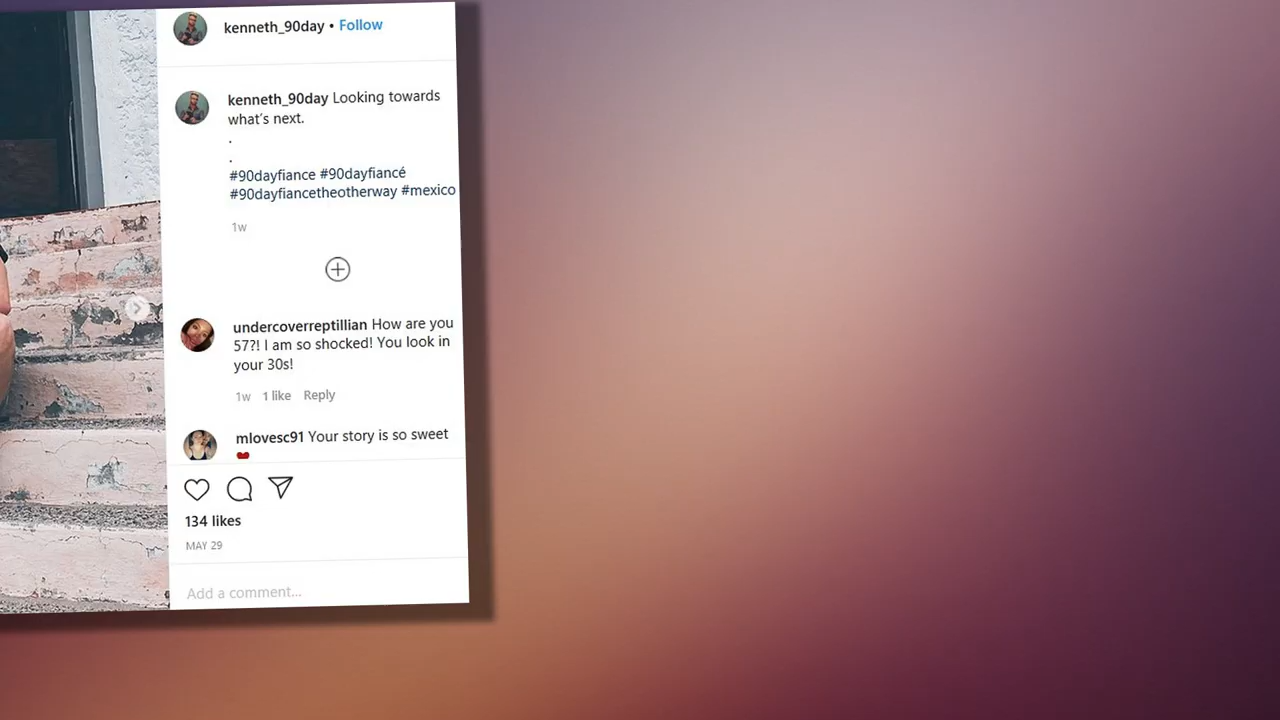 kenneth_90day • Follow
kenneth_90day Looking towards
what's next.
.
.
#90dayfiance #90dayfiancé
#90dayfiancetheotherway #mexico
1w
undercoverreptillian How are you
57?! I am so shocked! You look in
your 30s!
1w 1 like Reply
mlovesc91 Your story is so sweet
❤
134 likes
MAY 29
Add a comment...